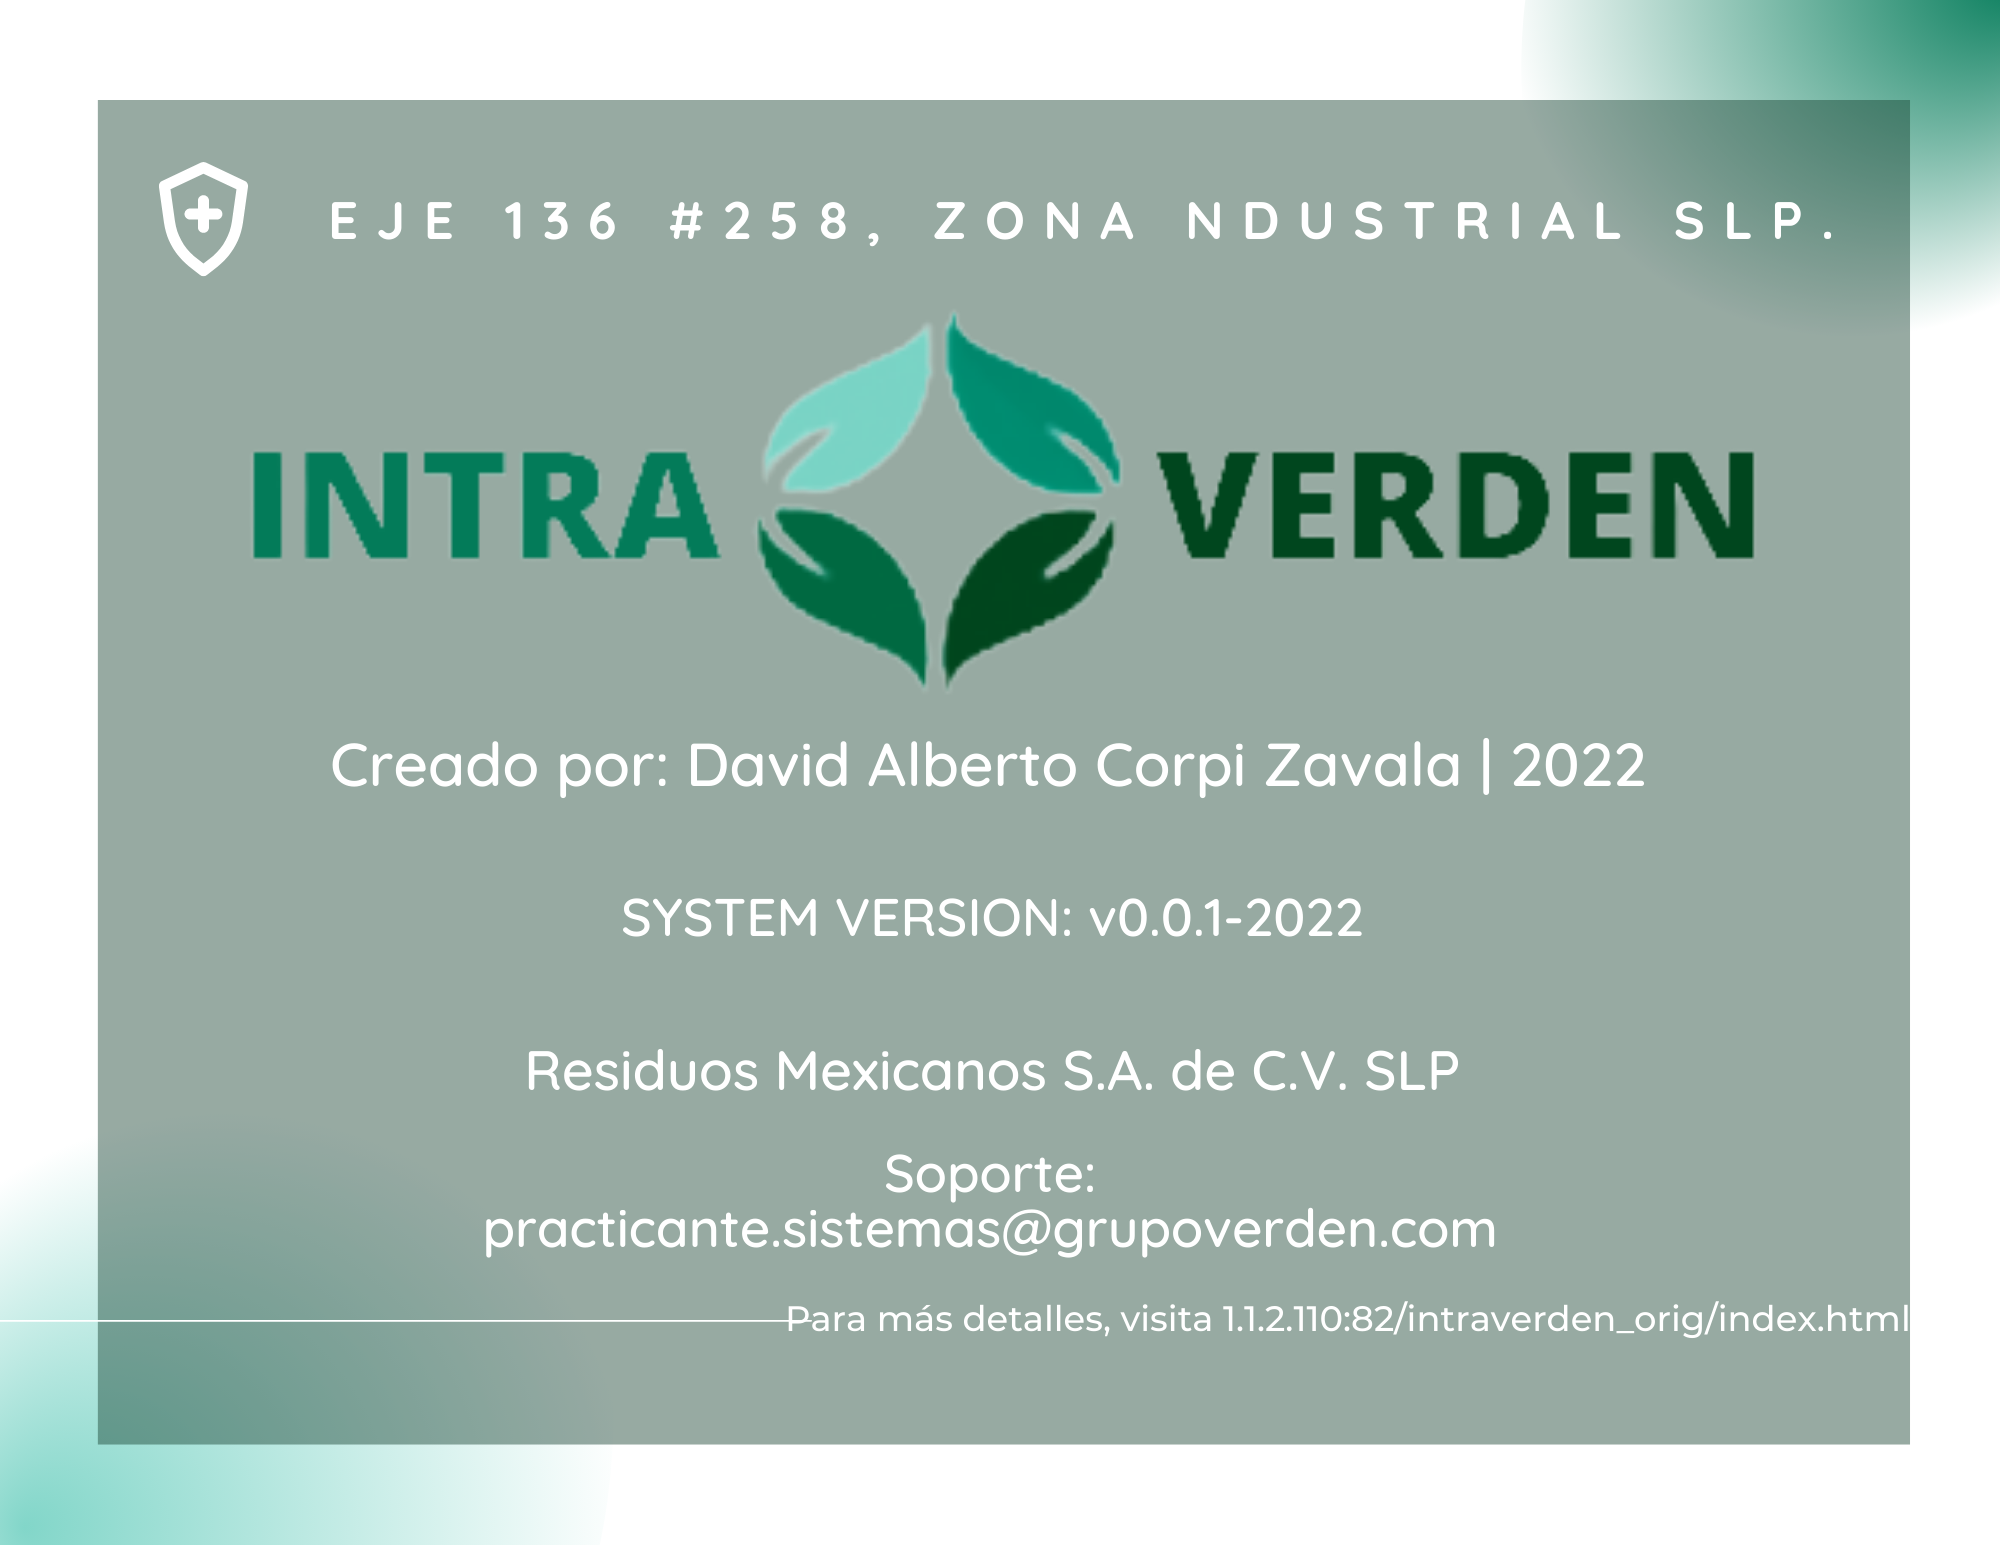 EJE 136 #258, ZONA NDUSTRIAL SLP.
INTRA VERDEN
Creado por: David Alberto Corpi Zavala | 2022
SYSTEM VERSION: v0.0.1-2022
Residuos Mexicanos S.A. de C.V. SLP
Soporte:
practicante.sistemas@grupoverden.com
Para más detalles, visita 1.1.2.110:82/intraverden_orig/index.html